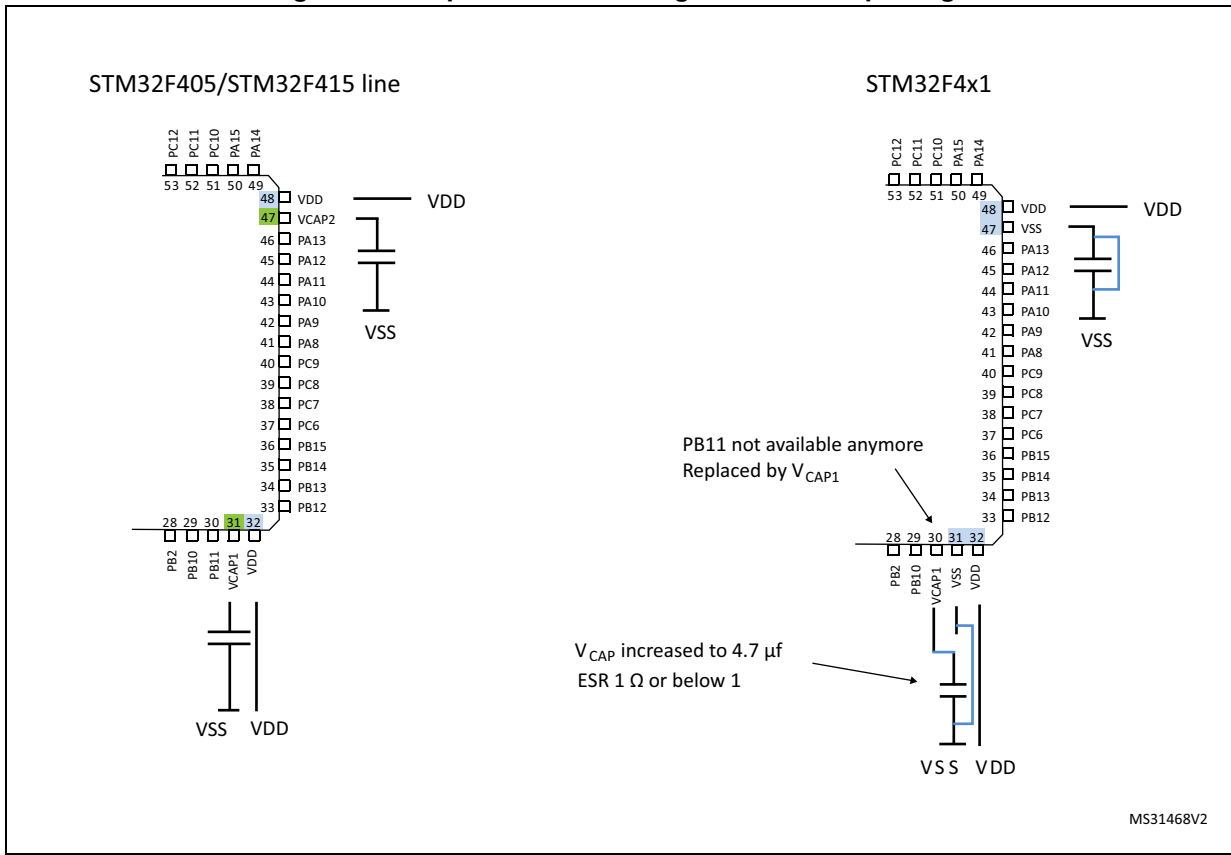 STM32F405/STM32F415 line
PC12
PC11
PC10
PA15
PA14
53 52 51 50 49
48 VDD
47 VCAP2
46 PA13
45 PA12
44 PA11
43 PA10
42 PA9
41 PA8
40 PC9
39 PC8
38 PC7
37 PC6
36 PB15
35 PB14
34 PB13
33 PB12
28 29 30 31 32
PB2
PB10
PB11
VCAP1
VDD
VDD
VSS
VSS VDD
STM32F4x1
PC12
PC11
PC10
PA15
PA14
53 52 51 50 49
48 VDD
47 VSS
46 PA13
45 PA12
44 PA11
43 PA10
42 PA9
41 PA8
40 PC9
39 PC8
38 PC7
37 PC6
36 PB15
35 PB14
34 PB13
33 PB12
28 29 30 31 32
PB2
PB10
VCAP1
VSS
VDD
VDD
VSS
PB11 not available anymore
Replaced by VCAP1
VCAP increased to 4.7 µf
ESR 1 Ω or below 1
VSS VDD
MS31468V2